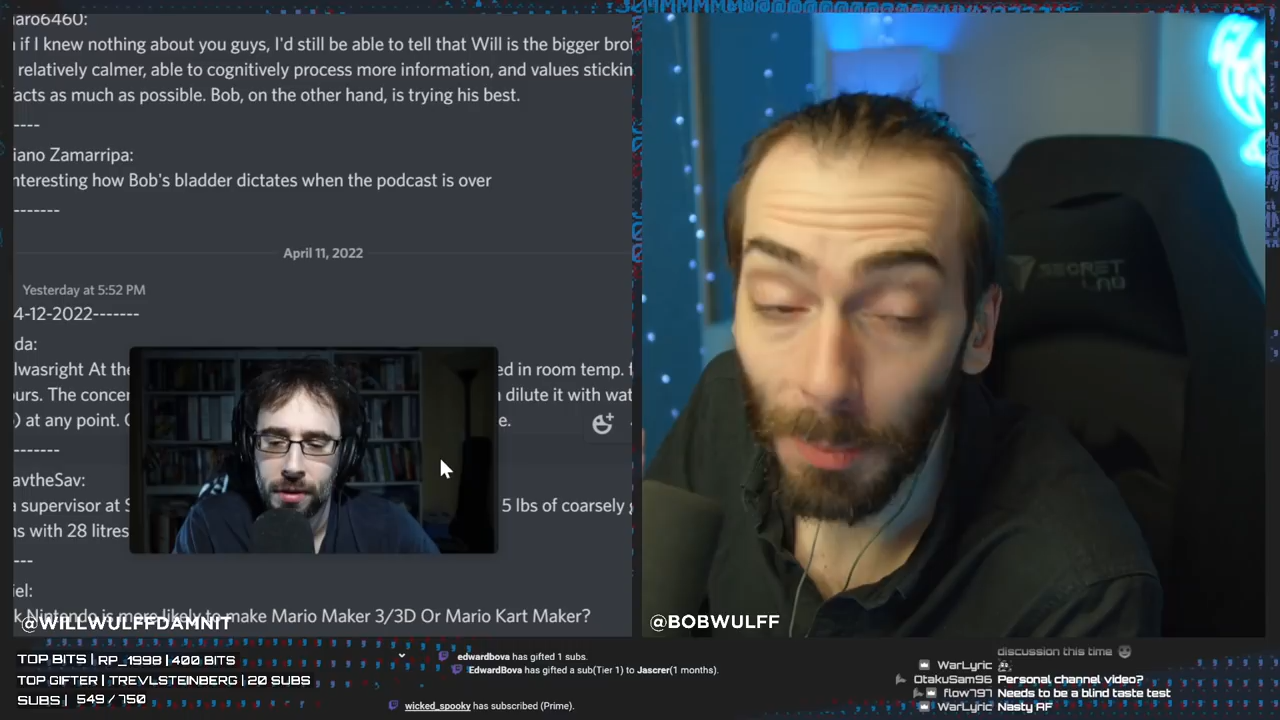 aro6460:
if I knew nothing about you guys, I'd still be able to tell that Will is the bigger brot
relatively calmer, able to cognitively process more information, and values stickin
acts as much as possible. Bob, on the other hand, is trying his best.
----
iano Zamarripa:
nteresting how Bob's bladder dictates when the podcast is over
-------
April 11, 2022
Yesterday at 5:52 PM
4-12-2022-------
da:
lwasright At the ed in room temp. f
ours. The concer n dilute it with wat
) at any point. e.
-------
avtheSav:
a supervisor at S 5 lbs of coarsely g
ns with 28 litres
---
iel:
k Nintendo is more likely to make Mario Maker 3/3D Or Mario Kart Maker?
@WILLWULFFDAMNIT
SECRET LAB
@BOBWULFF
TOP BITS | RP_1998 | 400 BITS
TOP GIFTER | TREVLSTEINBERG | 20 SUBS
SUBS | 549 / 750
edwardbova has gifted 1 subs.
EdwardBova has gifted a sub(Tier 1) to Jascrer(1 months).
wicked_spooky has subscribed (Prime).
discussion this time
WarLyric
OtakuSam96 Personal channel video?
flow797 Needs to be a blind taste test
WarLyric Nasty AF